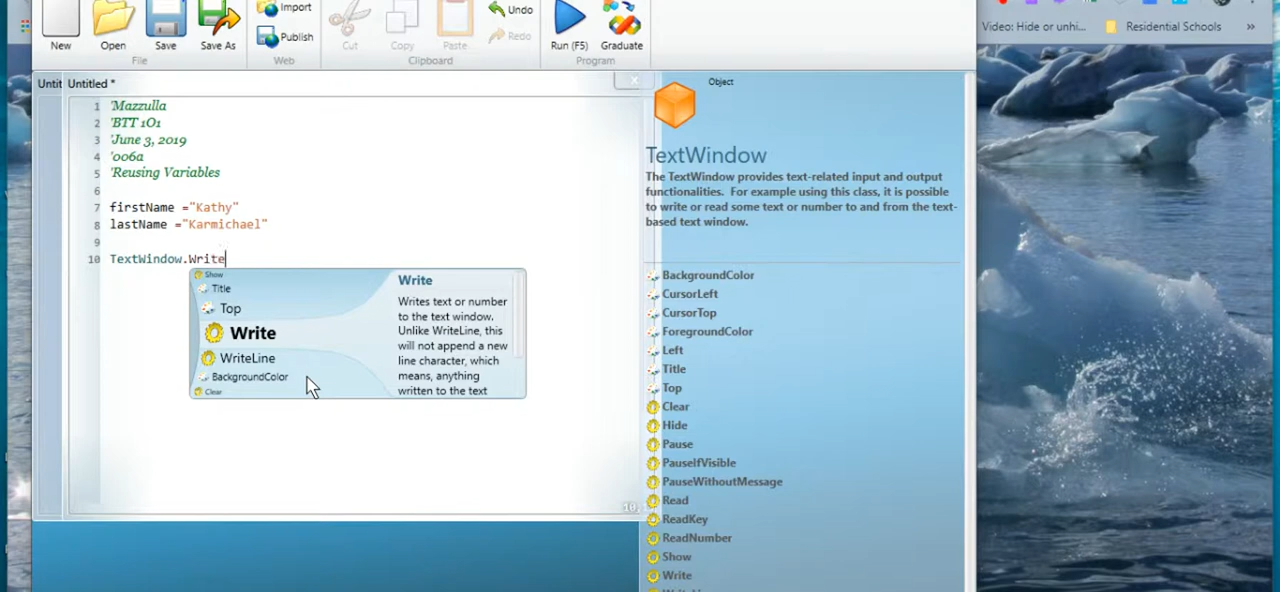 Import
Undo
Publish
Redo
New
Open
Save
Save As
Cut
Copy
Paste
Run (F5)
Graduate
File
Web
Clipboard
Program
Video: Hide or unhi...
Residential Schools
»
Untit
Untitled *
1 'Mazzulla
2 'BTT 1O1
3 'June 3, 2019
4 '006a
5 'Reusing Variables
6
7 firstName ="Kathy"
8 lastName ="Karmichael"
9
10 TextWindow.Write
Show
Title
Top
Write
WriteLine
BackgroundColor
Clear
Write
Writes text or number
to the text window.
Unlike WriteLine, this
will not append a new
line character, which
means, anything
written to the text
Object
TextWindow
The TextWindow provides text-related input and output
functionalities. For example using this class, it is possible
to write or read some text or number to and from the text-
based text window.
BackgroundColor
CursorLeft
CursorTop
ForegroundColor
Left
Title
Top
Clear
Hide
Pause
PauseIfVisible
PauseWithoutMessage
Read
ReadKey
ReadNumber
Show
Write